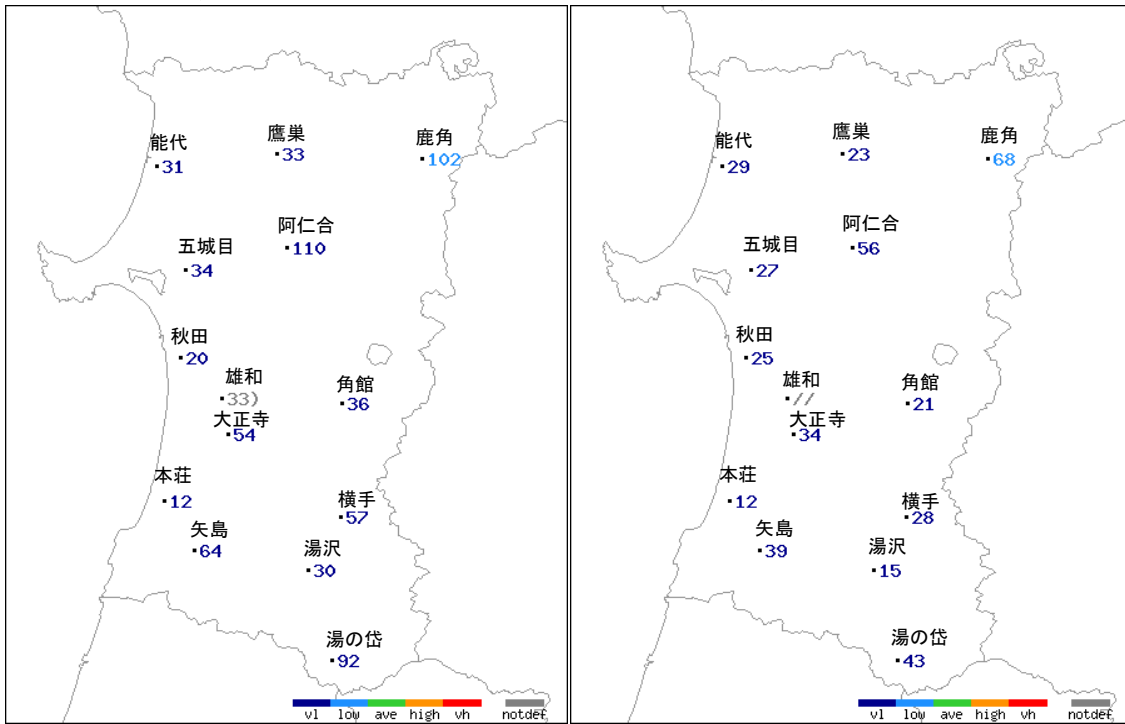 能代
31
鷹巣
33
鹿角
102
阿仁合
110
五城目
34
秋田
20
雄和
33)
角館
36
大正寺
54
本荘
12
横手
57
矢島
64
湯沢
30
湯の岱
92
vl low ave high vh notdef
能代
29
鷹巣
23
鹿角
68
阿仁合
56
五城目
27
秋田
25
雄和
//
角館
21
大正寺
34
本荘
12
横手
28
矢島
39
湯沢
15
湯の岱
43
vl low ave high vh notdef